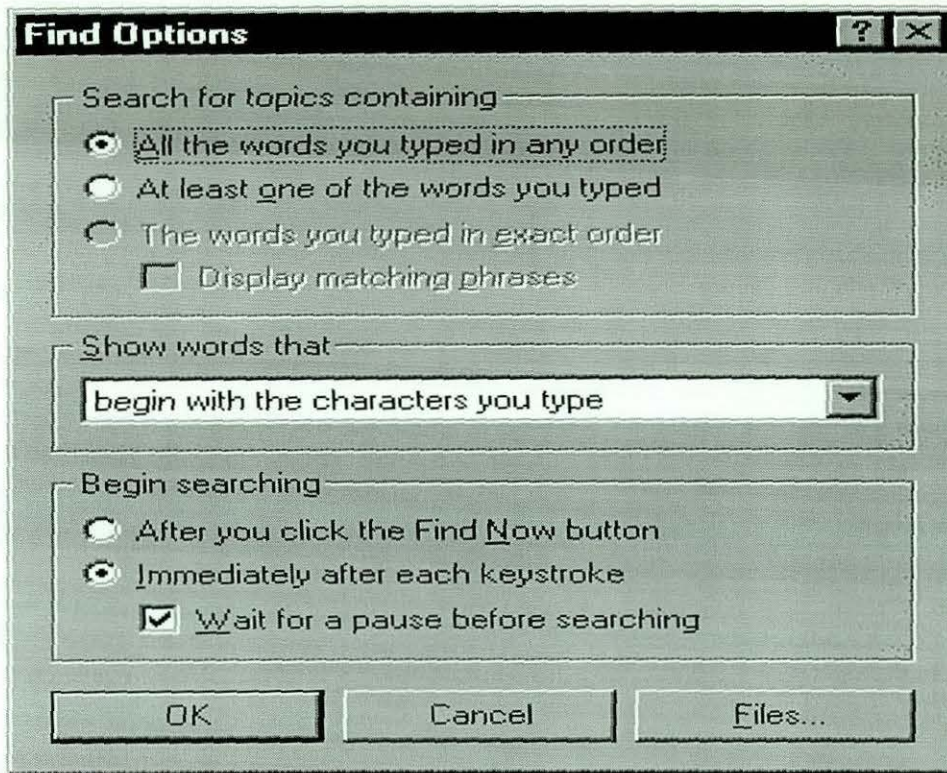 Find Options
Search for topics containing
All the words you typed in any order
At least one of the words you typed
The words you typed in exact order
Display matching phrases
Show words that
begin with the characters you type
Begin searching
After you click the Find Now button
Immediately after each keystroke
Wait for a pause before searching
OK Cancel Files...